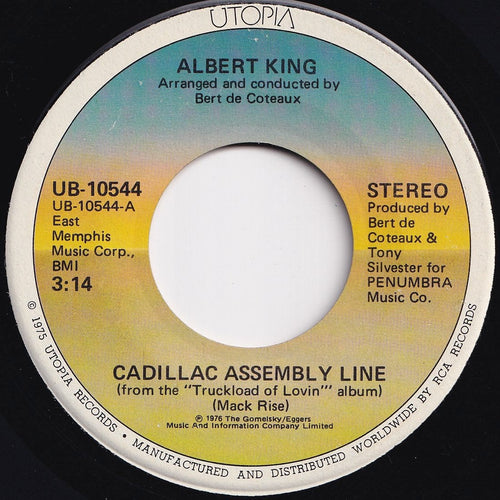 UTOPIA
ALBERT KING
Arranged and conducted by
Bert de Coteaux
UB-10544
UB-10544-A
East
Memphis
Music Corp.,
BMI
3:14
STEREO
Produced by
Bert de
Coteaux &
Tony
Silvester for
PENUMBRA
Music Co.
CADILLAC ASSEMBLY LINE
(from the "Truckload of Lovin'" album)
(Mack Rise)
℗ 1976 The Gomelsky/Eggers
Music And Information Company Limited
© 1975 UTOPIA RECORDS • MANUFACTURED AND DISTRIBUTED WORLDWIDE BY RCA RECORDS